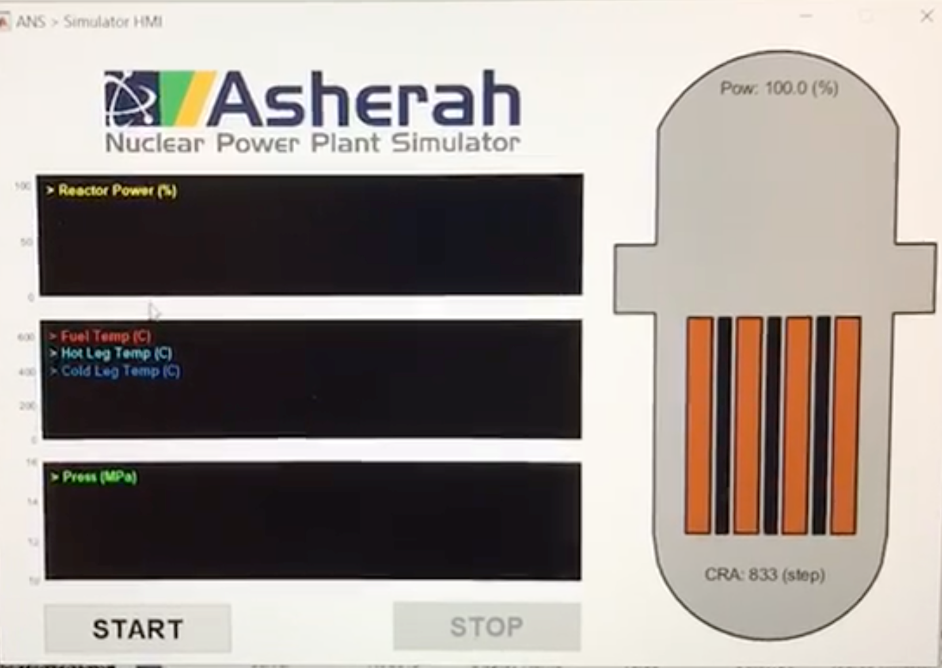 ANS > Simulator HMI
Asherah
Nuclear Power Plant Simulator
Pow: 100.0 (%)
100
> Reactor Power (%)
50
0
600
> Fuel Temp (C)
> Hot Leg Temp (C)
400
> Cold Leg Temp (C)
200
0
16
> Press (MPa)
14
12
10
CRA: 833 (step)
START
STOP